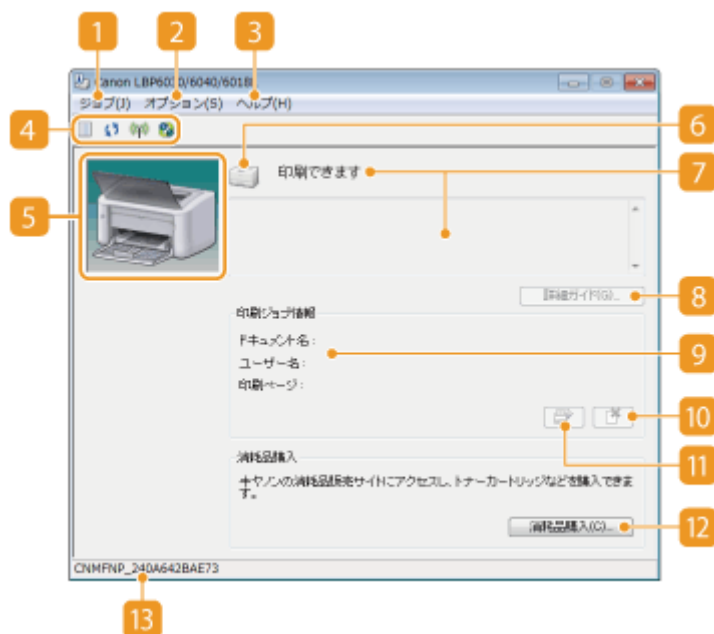 1
2
3
Canon LBP6030/6040/6018L
ジョブ(J) オプション(S) ヘルプ(H)
4
5
6
印刷できます
7
詳細ガイド(G)...
8
印刷ジョブ情報
ドキュメント名:
ユーザー名:
印刷ページ:
9
10
11
消耗品購入
キヤノンの消耗品販売サイトにアクセスし、トナーカートリッジなどを購入できま
す。
消耗品購入(C)...
12
CNMFNP_240A642BAE73
13